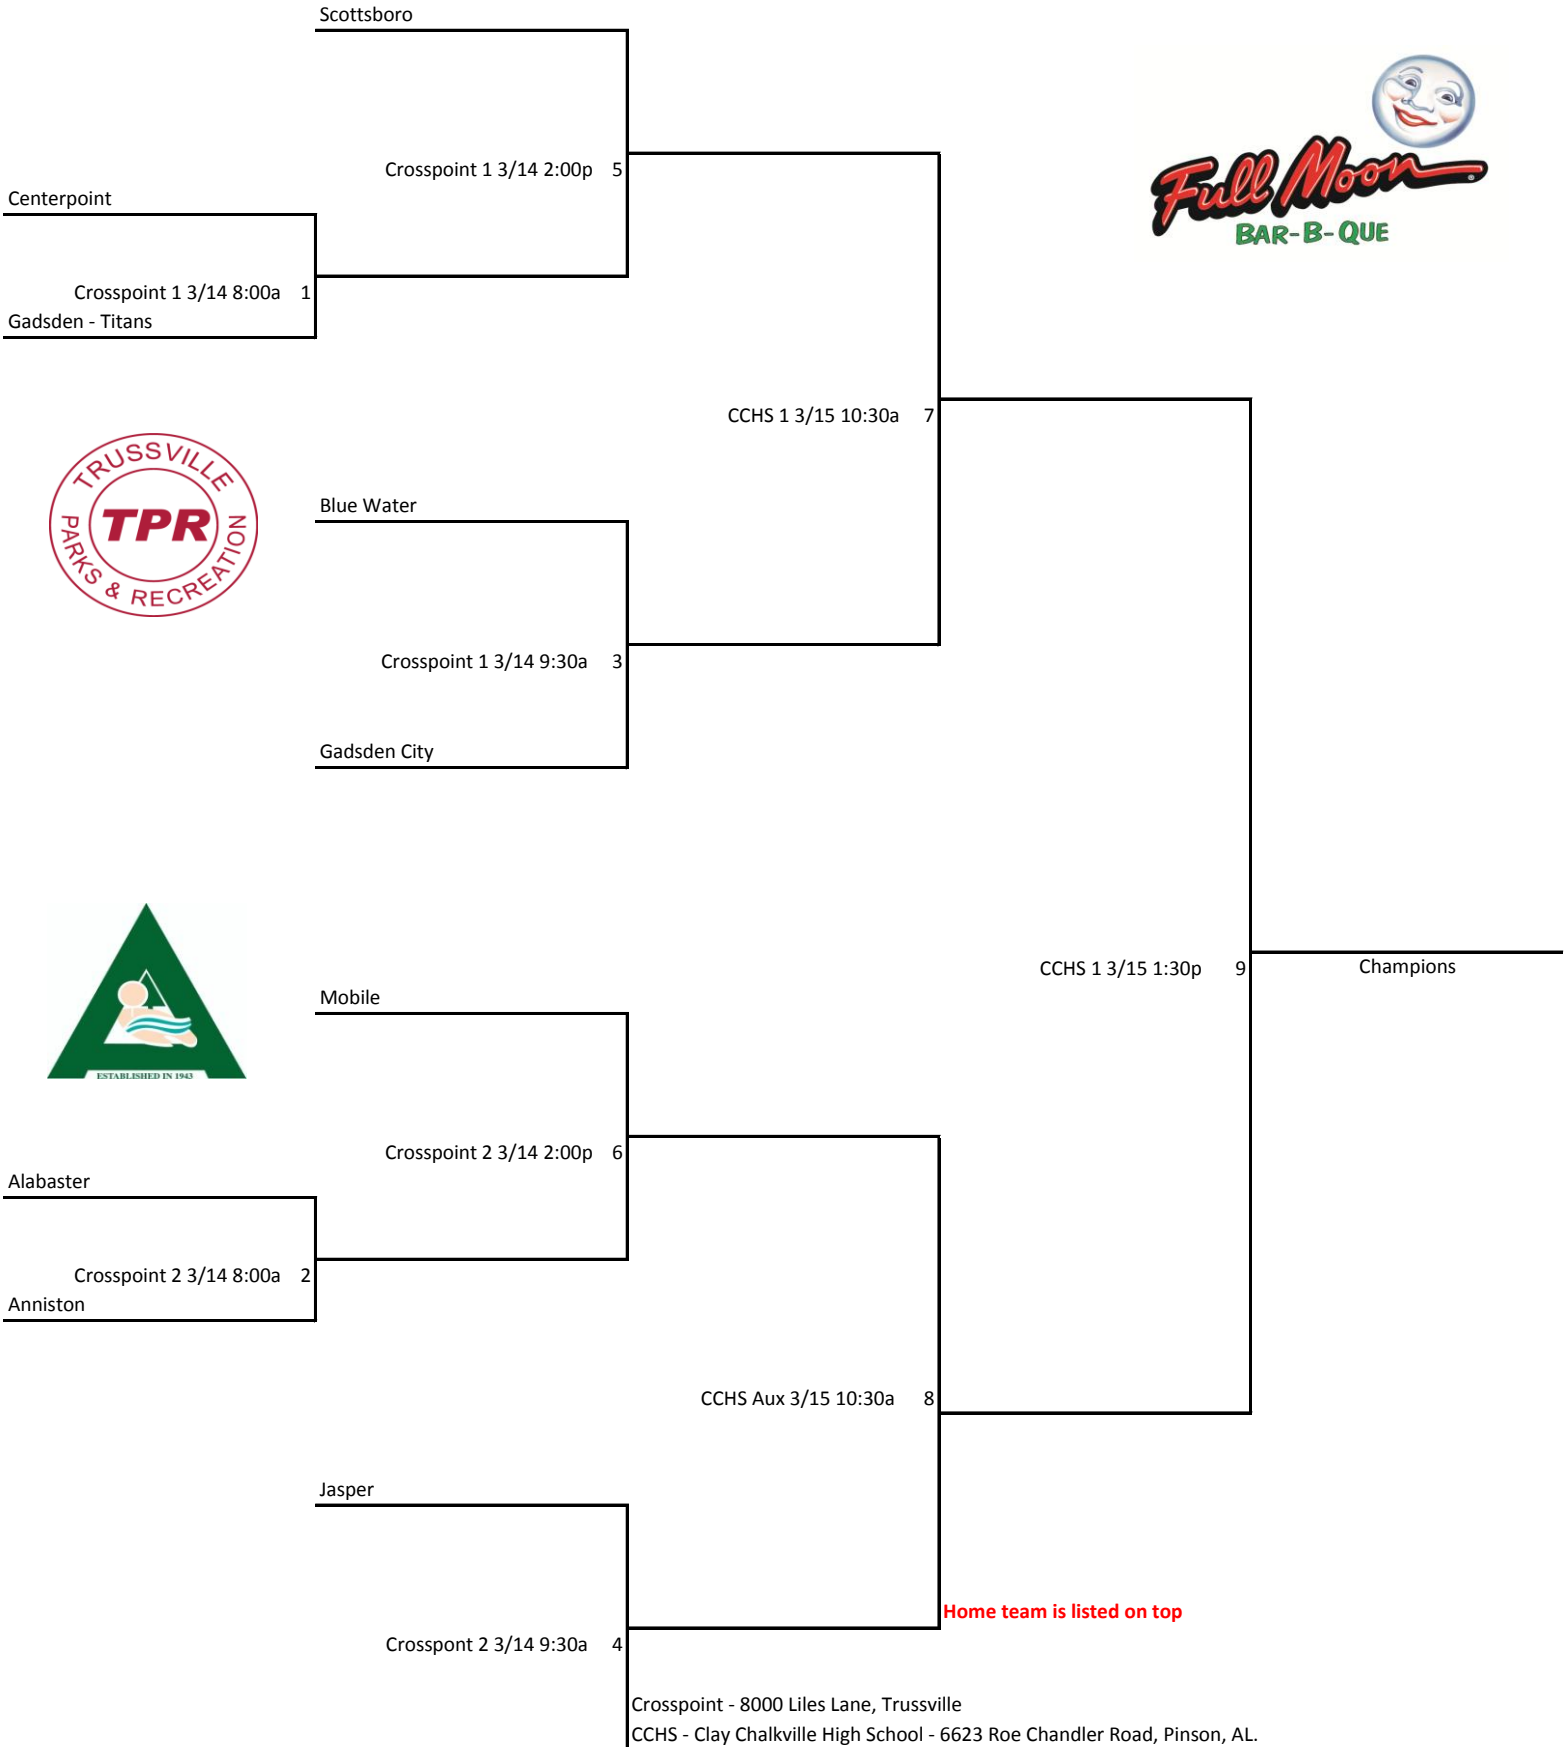 Scottsboro
Full Moon
BAR-B-QUE
Crosspoint 1 3/14 2:00p 5
Centerpoint
Crosspoint 1 3/14 8:00a 1
Gadsden - Titans
CCHS 1 3/15 10:30a 7
TRUSSVILLE
TPR
PARKS & RECREATION
Blue Water
Crosspoint 1 3/14 9:30a 3
Gadsden City
ESTABLISHED IN 1943
Mobile
CCHS 1 3/15 1:30p 9
Champions
Crosspoint 2 3/14 2:00p 6
Alabaster
Crosspoint 2 3/14 8:00a 2
Anniston
CCHS Aux 3/15 10:30a 8
Jasper
Home team is listed on top
Crosspont 2 3/14 9:30a 4
Crosspoint - 8000 Liles Lane, Trussville
CCHS - Clay Chalkville High School - 6623 Roe Chandler Road, Pinson, AL.